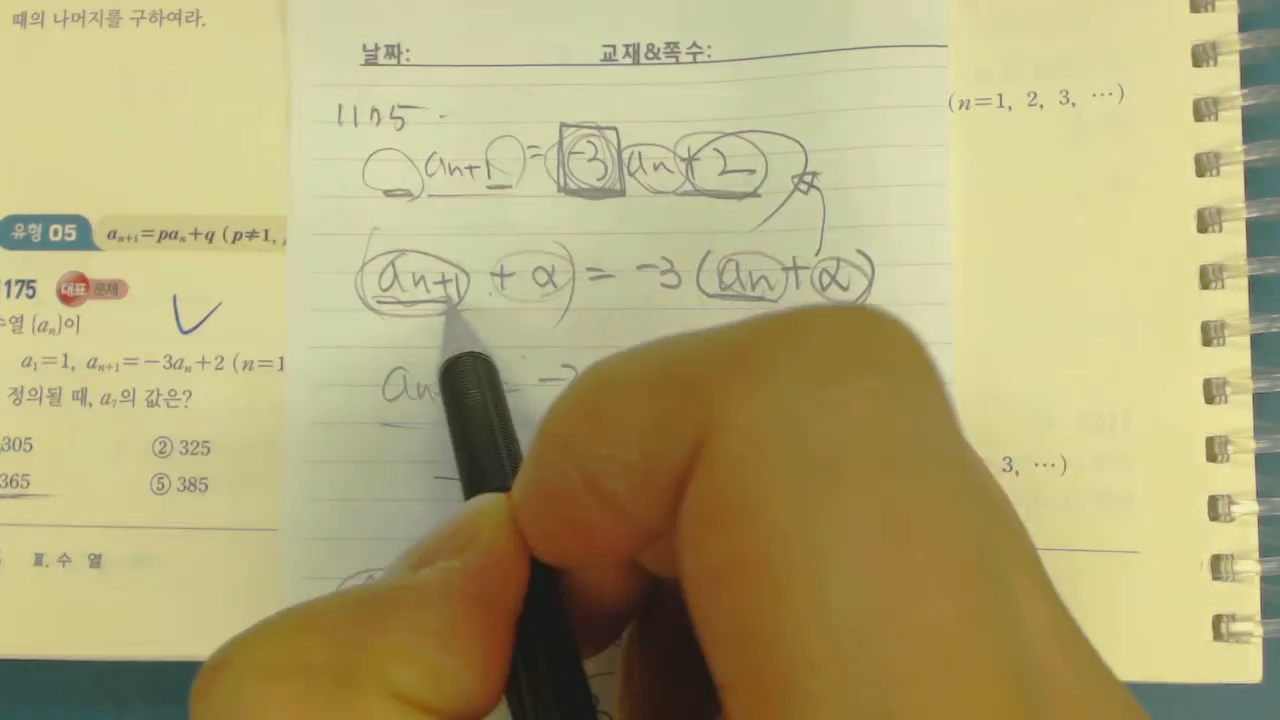 때의 나머지를 구하여라.
날짜: 교재&쪽수:
(n=1, 2, 3, ⋯)
1175.
aₙ₊₁ = -3 aₙ + 2
유형 05 aₙ₊₁=paₙ+q (p≠1,
(aₙ₊₁ + α) = -3 (aₙ + α)
175 대표 문제
수열 {aₙ}이
a₁=1, aₙ₊₁=-3aₙ+2 (n=1
정의될 때, a₇의 값은?
305 ② 325
3, ⋯)
365 ⑤ 385
Ⅲ. 수열